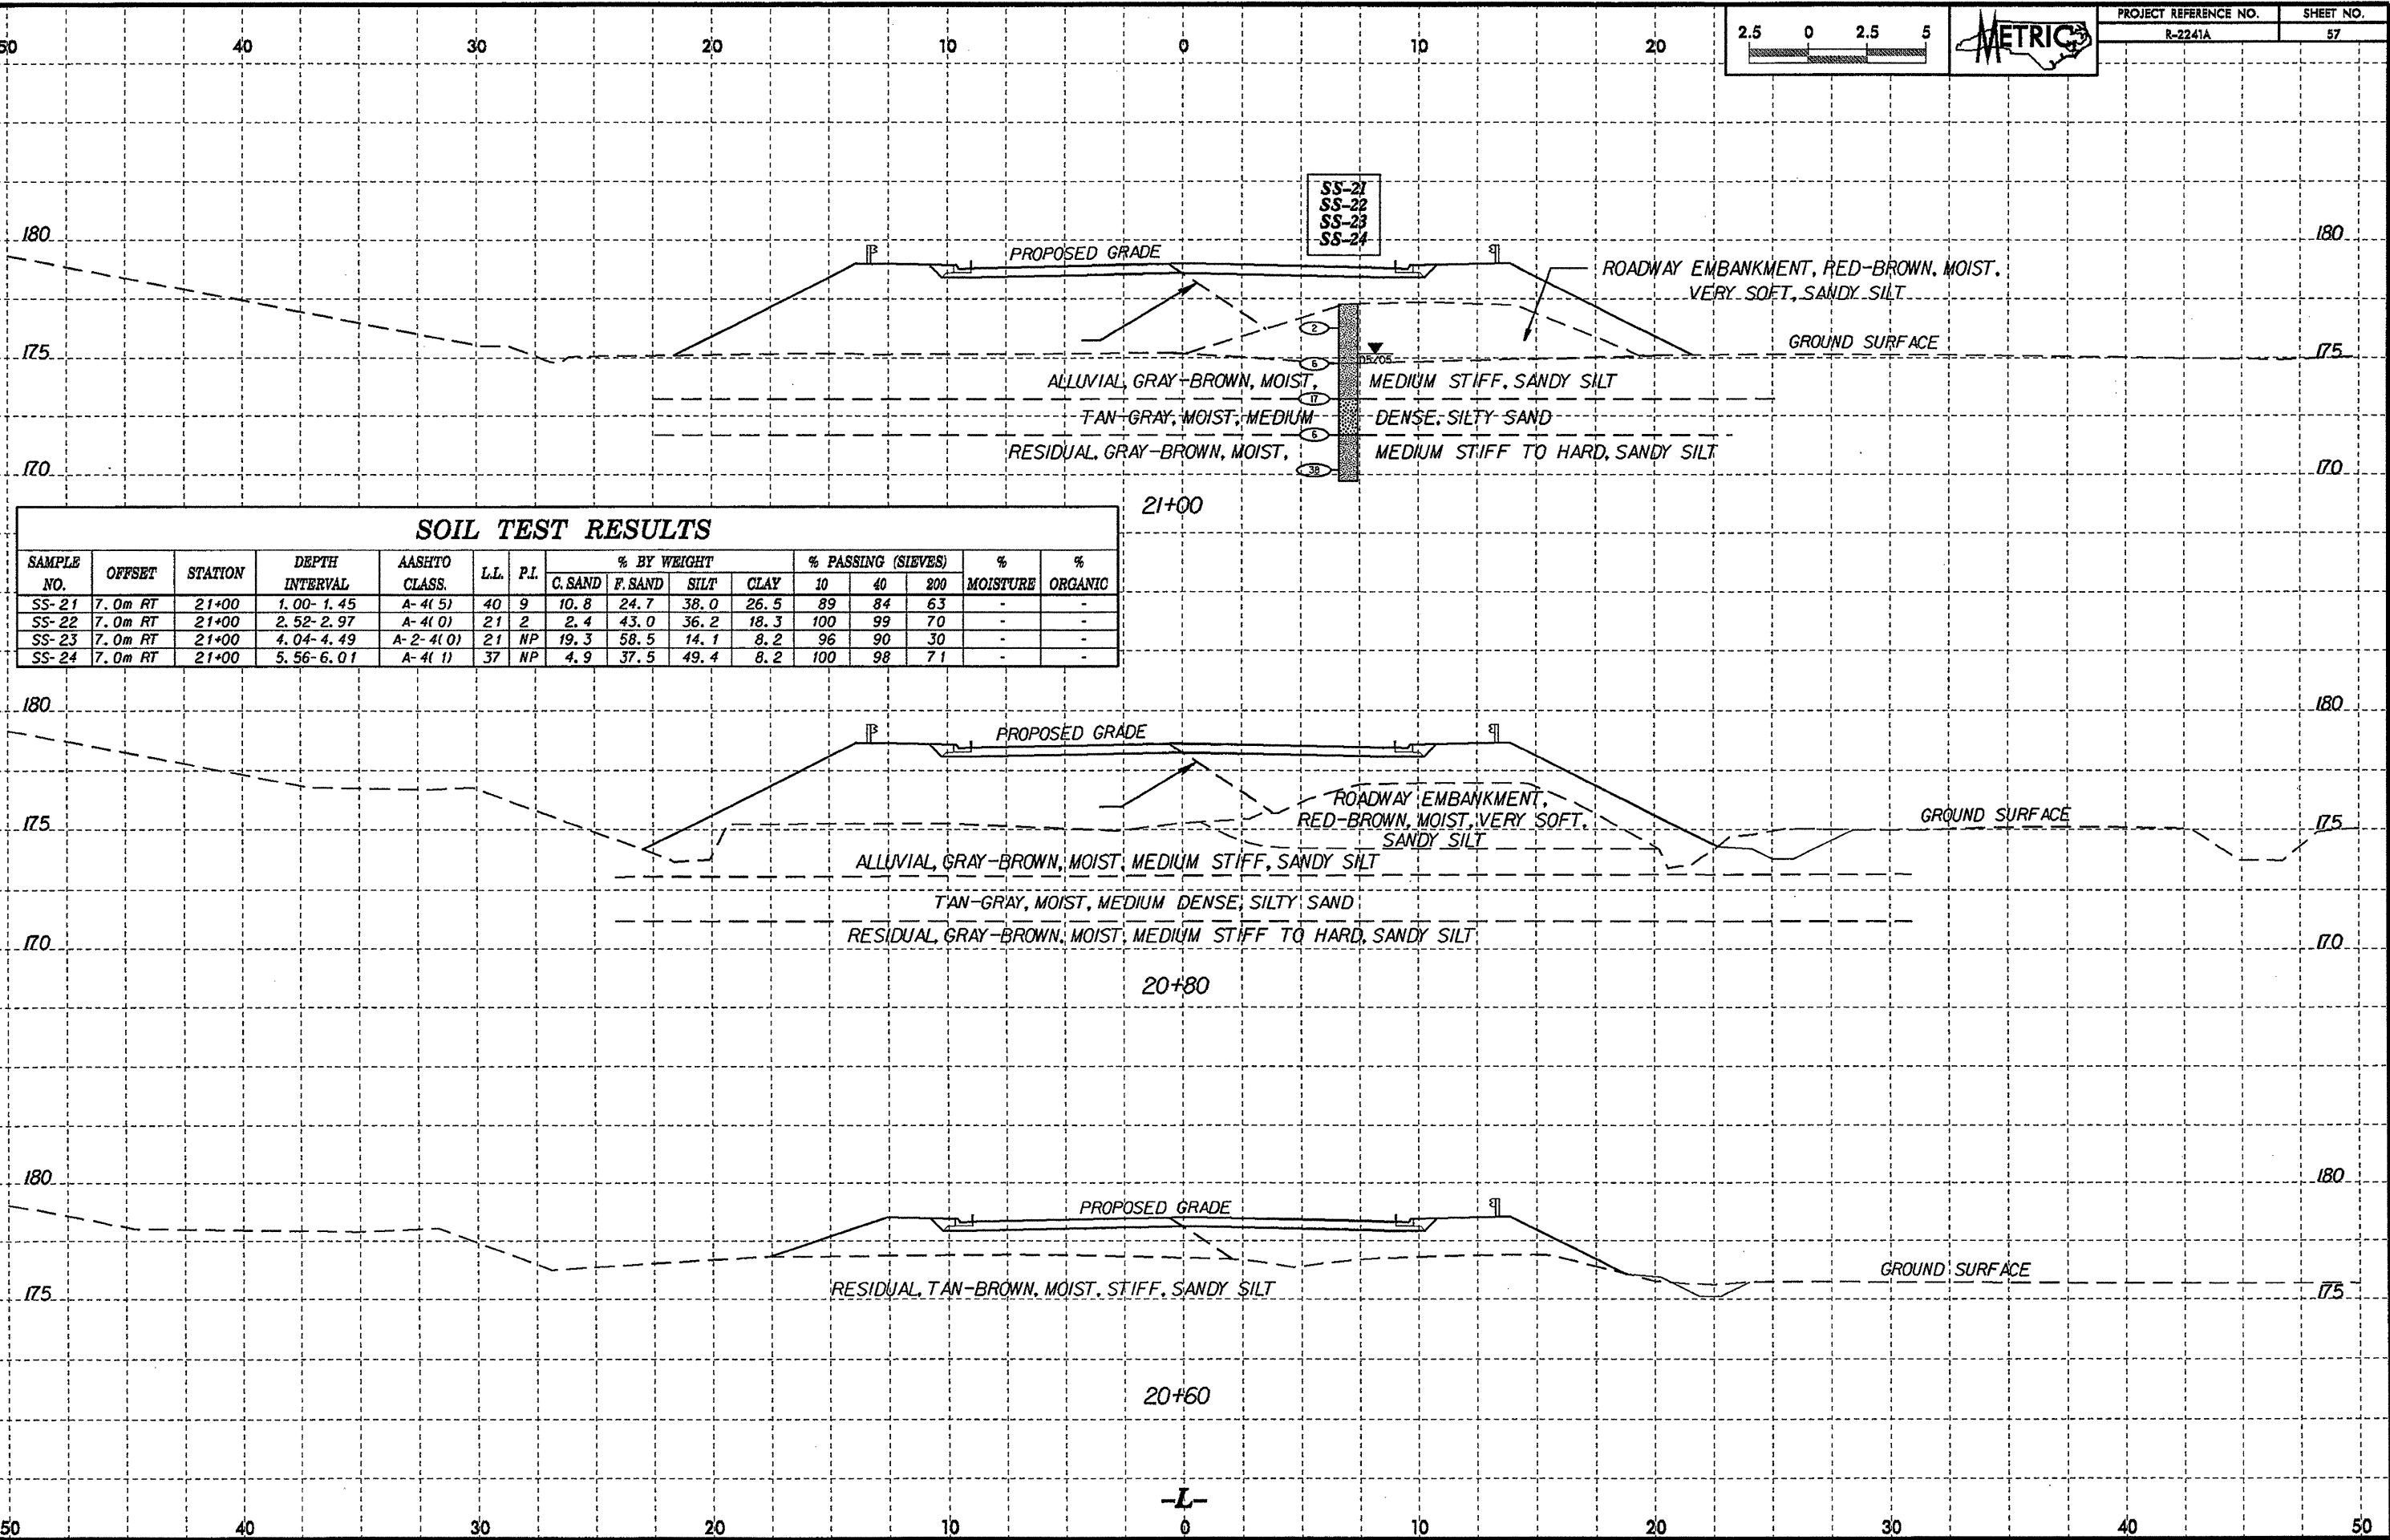 PROJECT REFERENCE NO. SHEET NO.
R-2241A 57
METRIC
2.5 0 2.5 5
50 40 30 20 10 0 10 20
SS-21
SS-22
SS-23
SS-24
180 180
PROPOSED GRADE
ROADWAY EMBANKMENT, RED-BROWN, MOIST,
VERY SOFT, SANDY SILT
2
05/05
GROUND SURFACE
175 175
6
ALLUVIAL, GRAY-BROWN, MOIST, MEDIUM STIFF, SANDY SILT
17
TAN-GRAY, MOIST, MEDIUM DENSE, SILTY SAND
6
RESIDUAL, GRAY-BROWN, MOIST, MEDIUM STIFF TO HARD, SANDY SILT
38
170 170
21+00
SOIL TEST RESULTS
SAMPLE NO. OFFSET STATION DEPTH INTERVAL AASHTO CLASS. L.L. P.I. % BY WEIGHT % PASSING (SIEVES) % MOISTURE % ORGANIC
C. SAND F. SAND SILT CLAY 10 40 200
SS-21 7.0m RT 21+00 1.00-1.45 A-4(5) 40 9 10.8 24.7 38.0 26.5 89 84 63 - -
SS-22 7.0m RT 21+00 2.52-2.97 A-4(0) 21 2 2.4 43.0 36.2 18.3 100 99 70 - -
SS-23 7.0m RT 21+00 4.04-4.49 A-2-4(0) 21 NP 19.3 58.5 14.1 8.2 96 90 30 - -
SS-24 7.0m RT 21+00 5.56-6.01 A-4(1) 37 NP 4.9 37.5 49.4 8.2 100 98 71 - -
180 180
PROPOSED GRADE
ROADWAY EMBANKMENT,
RED-BROWN, MOIST, VERY SOFT,
SANDY SILT
GROUND SURFACE
175 175
ALLUVIAL, GRAY-BROWN, MOIST, MEDIUM STIFF, SANDY SILT
TAN-GRAY, MOIST, MEDIUM DENSE, SILTY SAND
RESIDUAL, GRAY-BROWN, MOIST, MEDIUM STIFF TO HARD, SANDY SILT
170 170
20+80
180 180
PROPOSED GRADE
GROUND SURFACE
175 175
RESIDUAL, TAN-BROWN, MOIST, STIFF, SANDY SILT
20+60
-L-
50 40 30 20 10 0 10 20 30 40 50